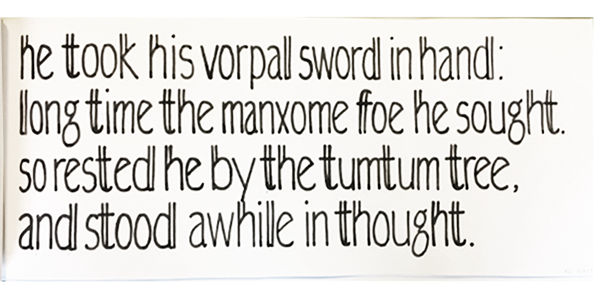 he took his vorpal sword in hand:
long time the manxome foe he sought.
so rested he by the tumtum tree,
and stood awhile in thought.